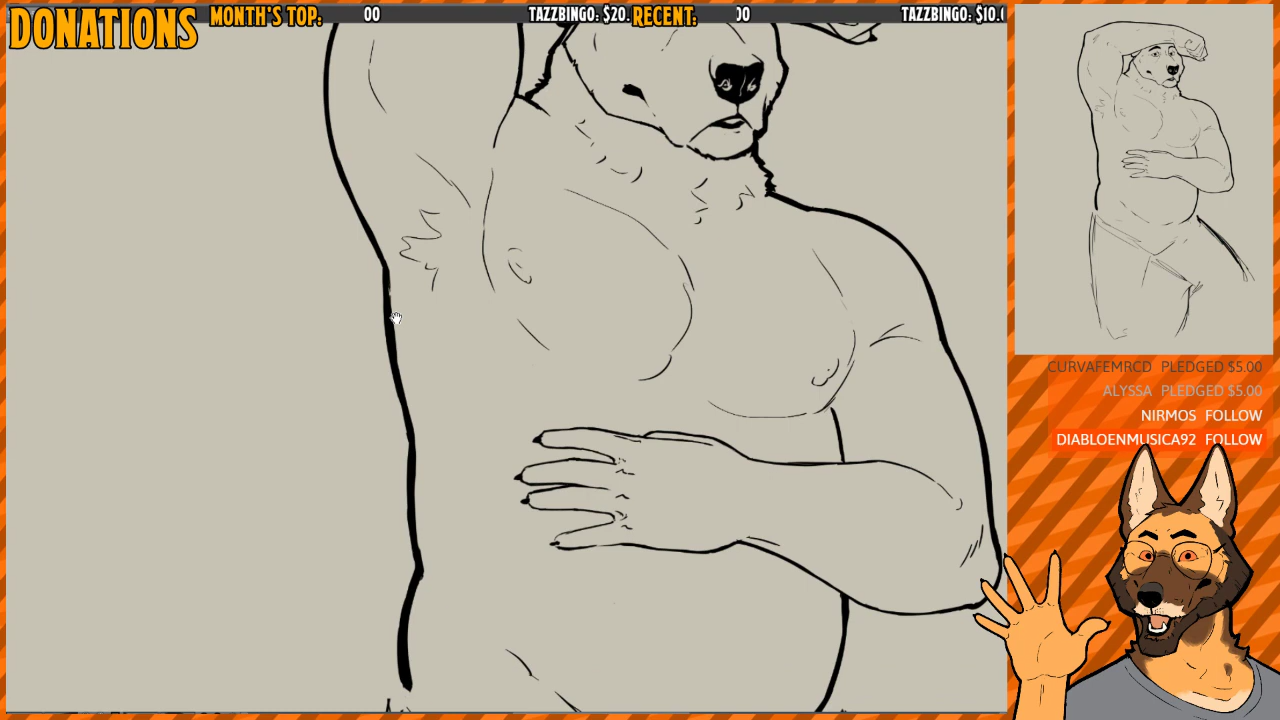 DONATIONS MONTH'S TOP: 00 TAZZBINGO: $20. RECENT: 00 TAZZBINGO: $10.0
CURVAFEMRCD PLEDGED $5.00
ALYSSA PLEDGED $5.00
NIRMOS FOLLOW
DIABLOENMUSICA92 FOLLOW